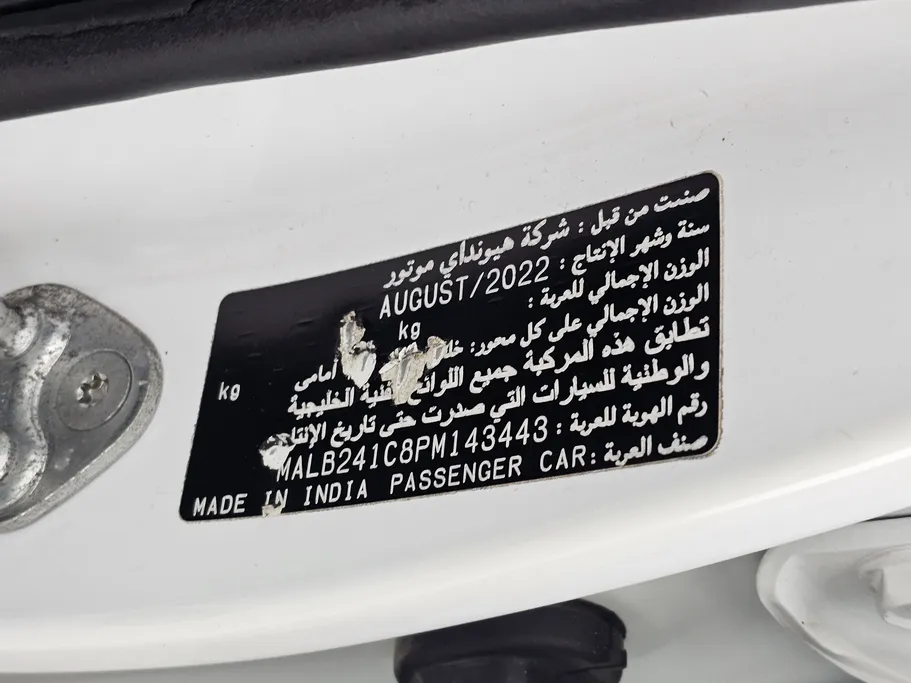 صنعت من قبل : شركة هيونداي موتور
سنة وشهر الإنتاج : AUGUST/2022
الوزن الإجمالي للعربة : kg
الوزن الإجمالي على كل محور: أمامى kg
تطابق هذه المركبة جميع الخليجية
والوطنية للسيارات التي صدرت حتى تاريخ
رقم الهوية للعربة : MALB241C8PM143443
صنف العربة : PASSENGER CAR
MADE IN INDIA